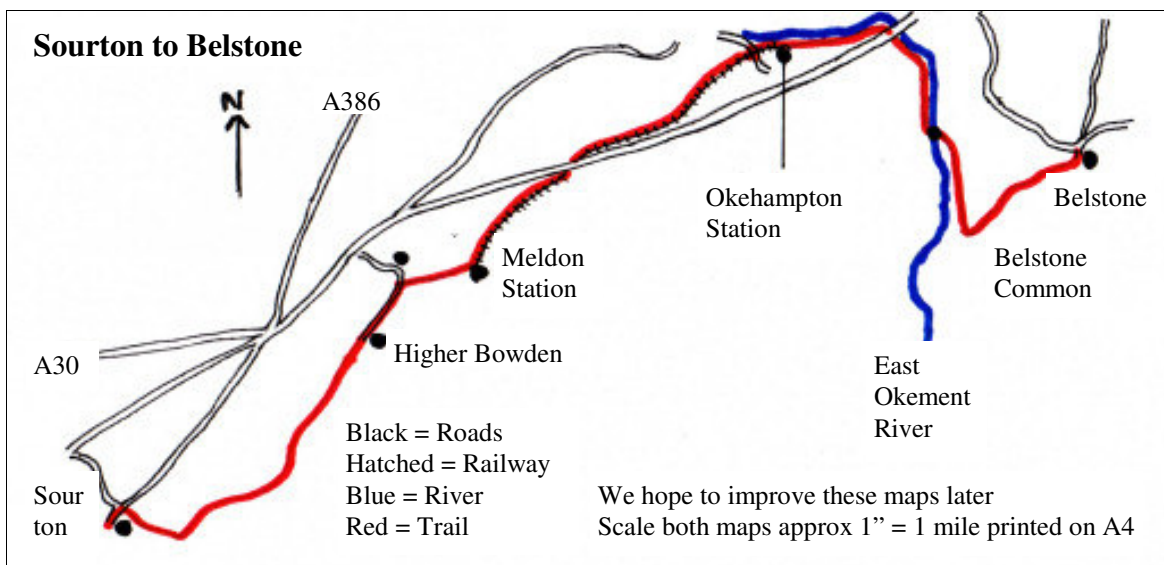 Sourton to Belstone
N
A386
Okehampton
Station
Belstone
Meldon
Station
Belstone
Common
Higher Bowden
A30
East
Okement
River
Black = Roads
Hatched = Railway
Blue = River
Red = Trail
Sour
ton
We hope to improve these maps later
Scale both maps approx 1” = 1 mile printed on A4